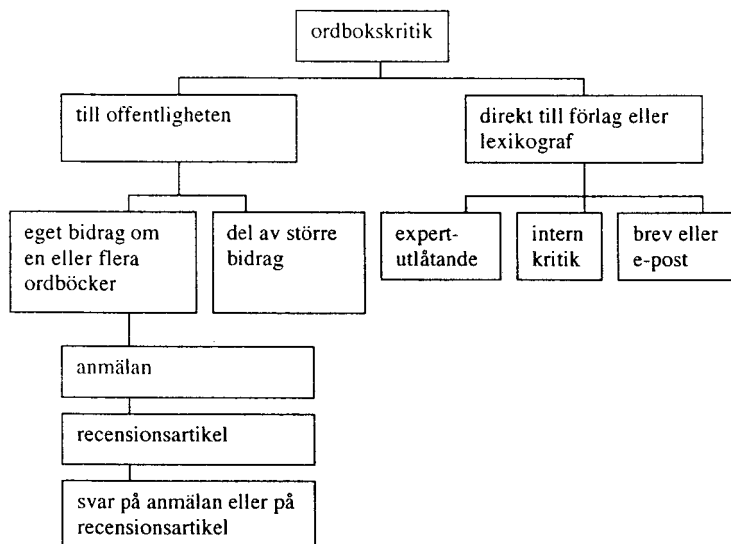 ordbokskritik
till offentligheten
direkt till förlag eller
lexikograf
eget bidrag om
en eller flera
ordböcker
del av större
bidrag
expert-
utlåtande
intern
kritik
brev eller
e-post
anmälan
recensionsartikel
svar på anmälan eller på
recensionsartikel